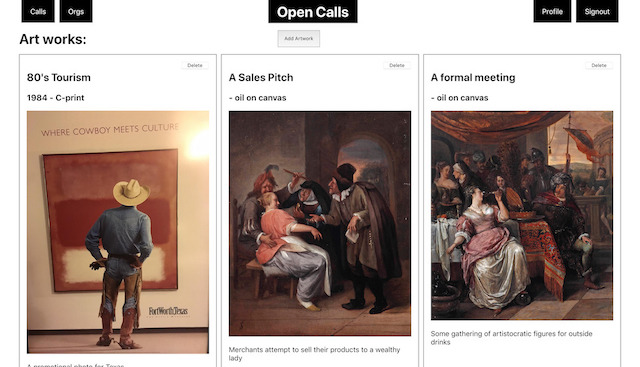 Calls
Orgs
Open Calls
Profile
Signout
Art works:
Add Artwork
Delete
80's Tourism
1984 - C-print
WHERE COWBOY MEETS CULTURE
Fort Worth, Texas
A promotional photo for Texas
Delete
A Sales Pitch
- oil on canvas
Merchants attempt to sell their products to a wealthy
lady
Delete
A formal meeting
- oil on canvas
Some gathering of artistocratic figures for outside
drinks